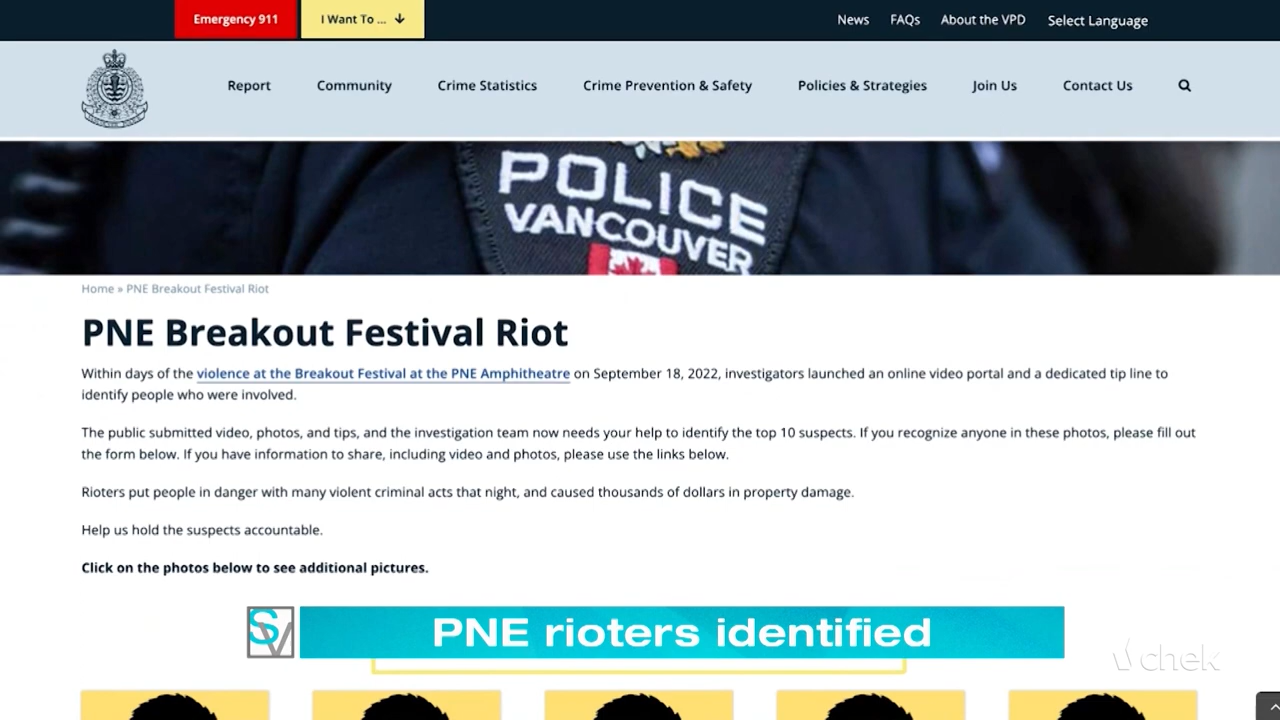 Emergency 911
I Want To ...
News FAQs About the VPD Select Language
Report Community Crime Statistics Crime Prevention & Safety Policies & Strategies Join Us Contact Us
POLICE
VANCOUVER
Home » PNE Breakout Festival Riot
PNE Breakout Festival Riot
Within days of the violence at the Breakout Festival at the PNE Amphitheatre on September 18, 2022, investigators launched an online video portal and a dedicated tip line to
identify people who were involved.
The public submitted video, photos, and tips, and the investigation team now needs your help to identify the top 10 suspects. If you recognize anyone in these photos, please fill out
the form below. If you have information to share, including video and photos, please use the links below.
Rioters put people in danger with many violent criminal acts that night, and caused thousands of dollars in property damage.
Help us hold the suspects accountable.
Click on the photos below to see additional pictures.
SV
PNE rioters identified
chek